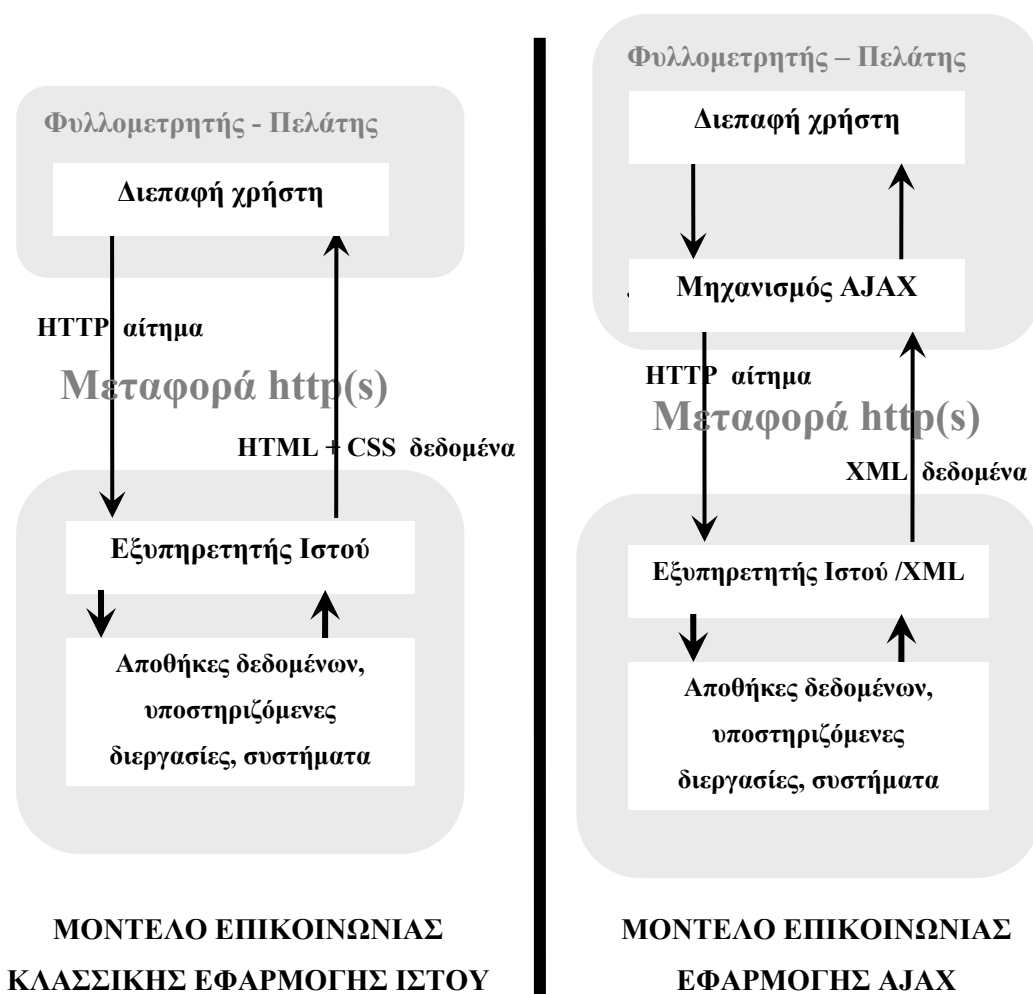 Φυλλομετρητής - Πελάτης
Διεπαφή χρήστη
HTTP αίτημα
Μεταφορά http(s)
HTML + CSS δεδομένα
Εξυπηρετητής Ιστού
Αποθήκες δεδομένων,
υποστηριζόμενες
διεργασίες, συστήματα
ΜΟΝΤΕΛΟ ΕΠΙΚΟΙΝΩΝΙΑΣ
ΚΛΑΣΣΙΚΗΣ ΕΦΑΡΜΟΓΗΣ ΙΣΤΟΥ
Φυλλομετρητής – Πελάτης
Διεπαφή χρήστη
Μηχανισμός AJAX
HTTP αίτημα
Μεταφορά http(s)
XML δεδομένα
Εξυπηρετητής Ιστού /XML
Αποθήκες δεδομένων,
υποστηριζόμενες
διεργασίες, συστήματα
ΜΟΝΤΕΛΟ ΕΠΙΚΟΙΝΩΝΙΑΣ
ΕΦΑΡΜΟΓΗΣ AJAX